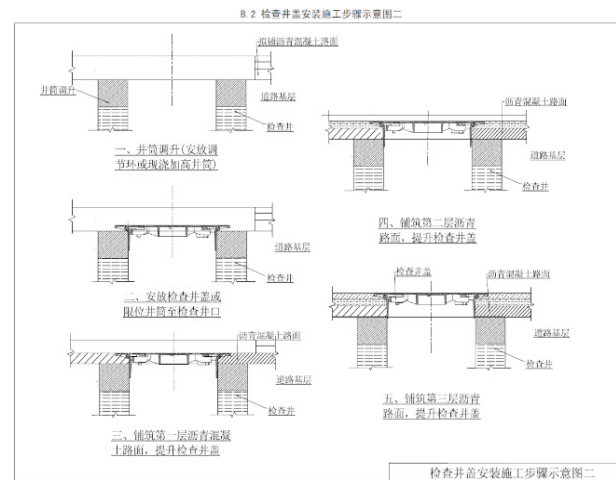 B.2 检查井盖安装施工步骤示意图二
拟铺沥青混凝土路面
井筒调升
道路基层
检查井
一、井筒调升(安放调
节环或现浇加高井筒)
道路基层
检查井
二、安放检查井盖或
限位井筒至检查井口
沥青混凝土路面
道路基层
检查井
三、铺筑第一层沥青混凝
土路面，提升检查井盖
沥青混凝土路面
道路基层
检查井
四、铺筑第二层沥青
路面，提升检查井盖
检查井盖
沥青混凝土路面
道路基层
检查井
五、铺筑第三层沥青
路面，提升检查井盖
检查井盖安装施工步骤示意图二